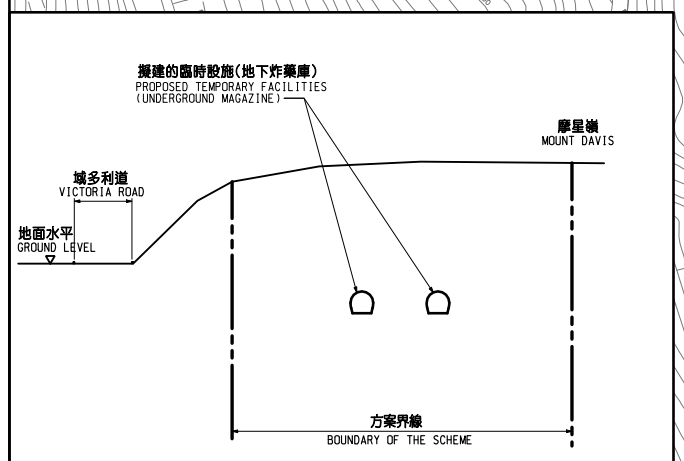 擬建的臨時設施(地下炸藥庫)
PROPOSED TEMPORARY FACILITIES
(UNDERGROUND MAGAZINE)
摩星嶺
MOUNT DAVIS
域多利道
VICTORIA ROAD
地面水平
GROUND LEVEL
方案界線
BOUNDARY OF THE SCHEME